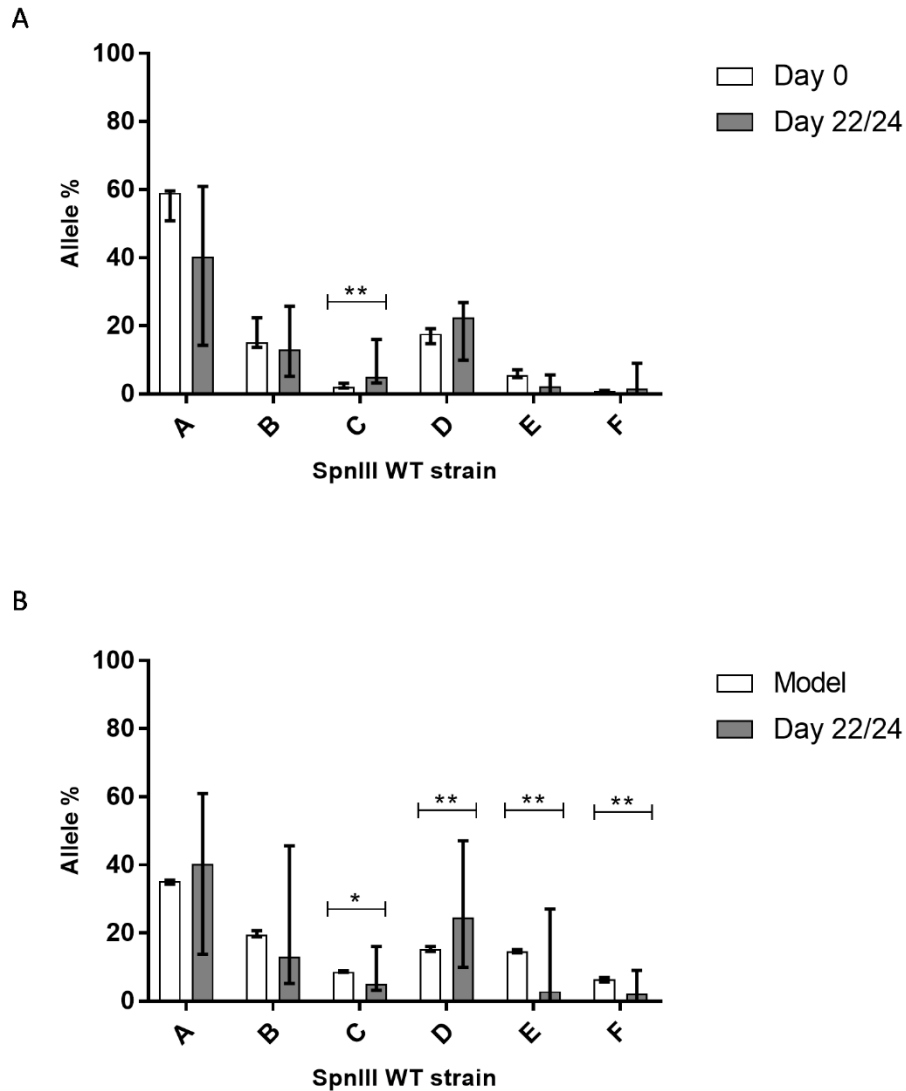 A
100
80
60
40
20
0
Allele %
**
A B C D E F
SpnIII WT strain
Day 0
Day 22/24
B
100
80
60
40
20
0
Allele %
* ** ** **
A B C D E F
SpnIII WT strain
Model
Day 22/24